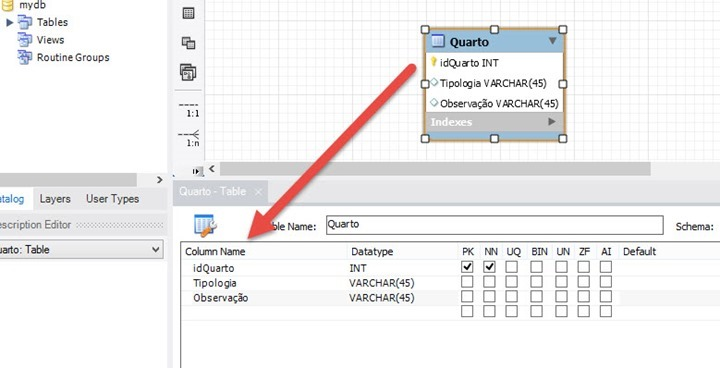 mydb
Tables
Views
Routine Groups
1:1
1:n
Quarto
idQuarto INT
Tipologia VARCHAR(45)
Observação VARCHAR(45)
Indexes
Layers
User Types
Quarto - Table
Table Name:
Quarto
Schema:
Column Name
Datatype
PK
NN
UQ
BIN
UN
ZF
AI
Default
idQuarto
INT
Tipologia
VARCHAR(45)
Observação
VARCHAR(45)
atalog
escription Editor
uarto: Table